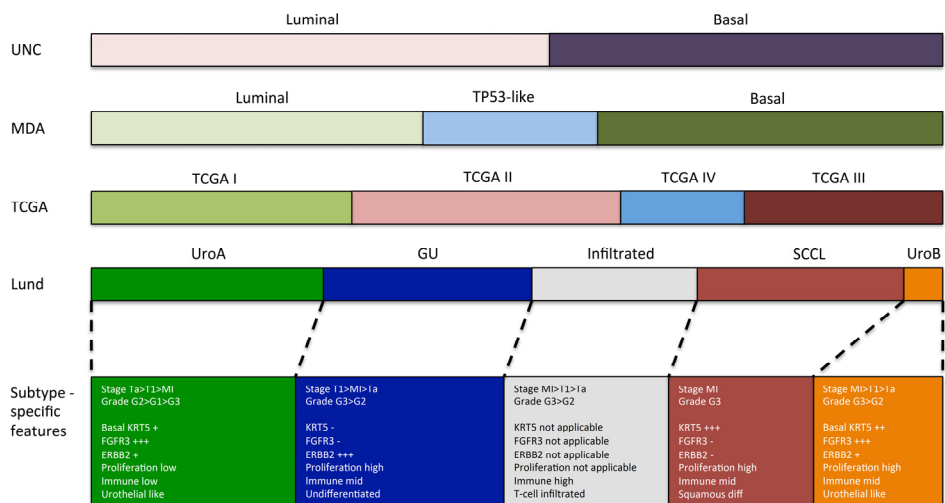 Luminal Basal
UNC
Luminal TP53-like Basal
MDA
TCGA I TCGA II TCGA IV TCGA III
TCGA
UroA GU Infiltrated SCCL UroB
Lund
Subtype -
specific
features
Stage Ta>T1>MI
Grade G2>G1>G3
Basal KRT5 +
FGFR3 +++
ERBB2 +
Proliferation low
Immune low
Urothelial like
Stage T1>MI>Ta
Grade G3>G2
KRT5 -
FGFR3 -
ERBB2 +++
Proliferation high
Immune mid
Undifferentiated
Stage MI>T1>Ta
Grade G3>G2
KRT5 not applicable
FGFR3 not applicable
ERBB2 not applicable
Proliferation not applicable
Immune high
T-cell infiltrated
Stage MI
Grade G3
KRT5 +++
FGFR3 -
ERBB2 -
Proliferation high
Immune mid
Squamous diff
Stage MI>T1>Ta
Grade G3>G2
Basal KRT5 ++
FGFR3 +++
ERBB2 +
Proliferation high
Immune mid
Urothelial like